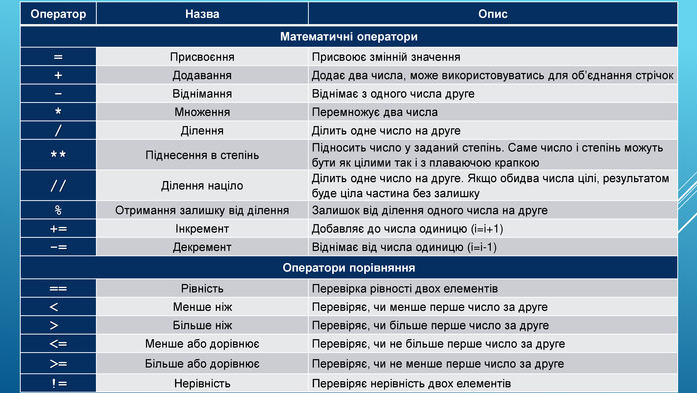 Оператор Назва Опис
Математичні оператори
= Присвоєння Присвоює змінній значення
+ Додавання Додає два числа, може використовуватись для об'єднання стрічок
- Віднімання Віднімає з одного числа друге
* Множення Перемножує два числа
/ Ділення Ділить одне число на друге
** Піднесення в степінь Підносить число у заданий степінь. Саме число і степінь можуть
бути як цілими так і з плаваючою крапкою
// Ділення націло Ділить одне число на друге. Якщо обидва числа цілі, результатом
буде ціла частина без залишку
% Отримання залишку від ділення Залишок від ділення одного числа на друге
+= Інкремент Добавляє до числа одиницю (i=i+1)
-= Декремент Віднімає від числа одиницю (i=i-1)
Оператори порівняння
== Рівність Перевірка рівності двох елементів
< Менше ніж Перевіряє, чи менше перше число за друге
> Більше ніж Перевіряє, чи більше перше число за друге
<= Менше або дорівнює Перевіряє, чи не більше перше число за друге
>= Більше або дорівнює Перевіряє, чи не менше перше число за друге
!= Нерівність Перевіряє нерівність двох елементів